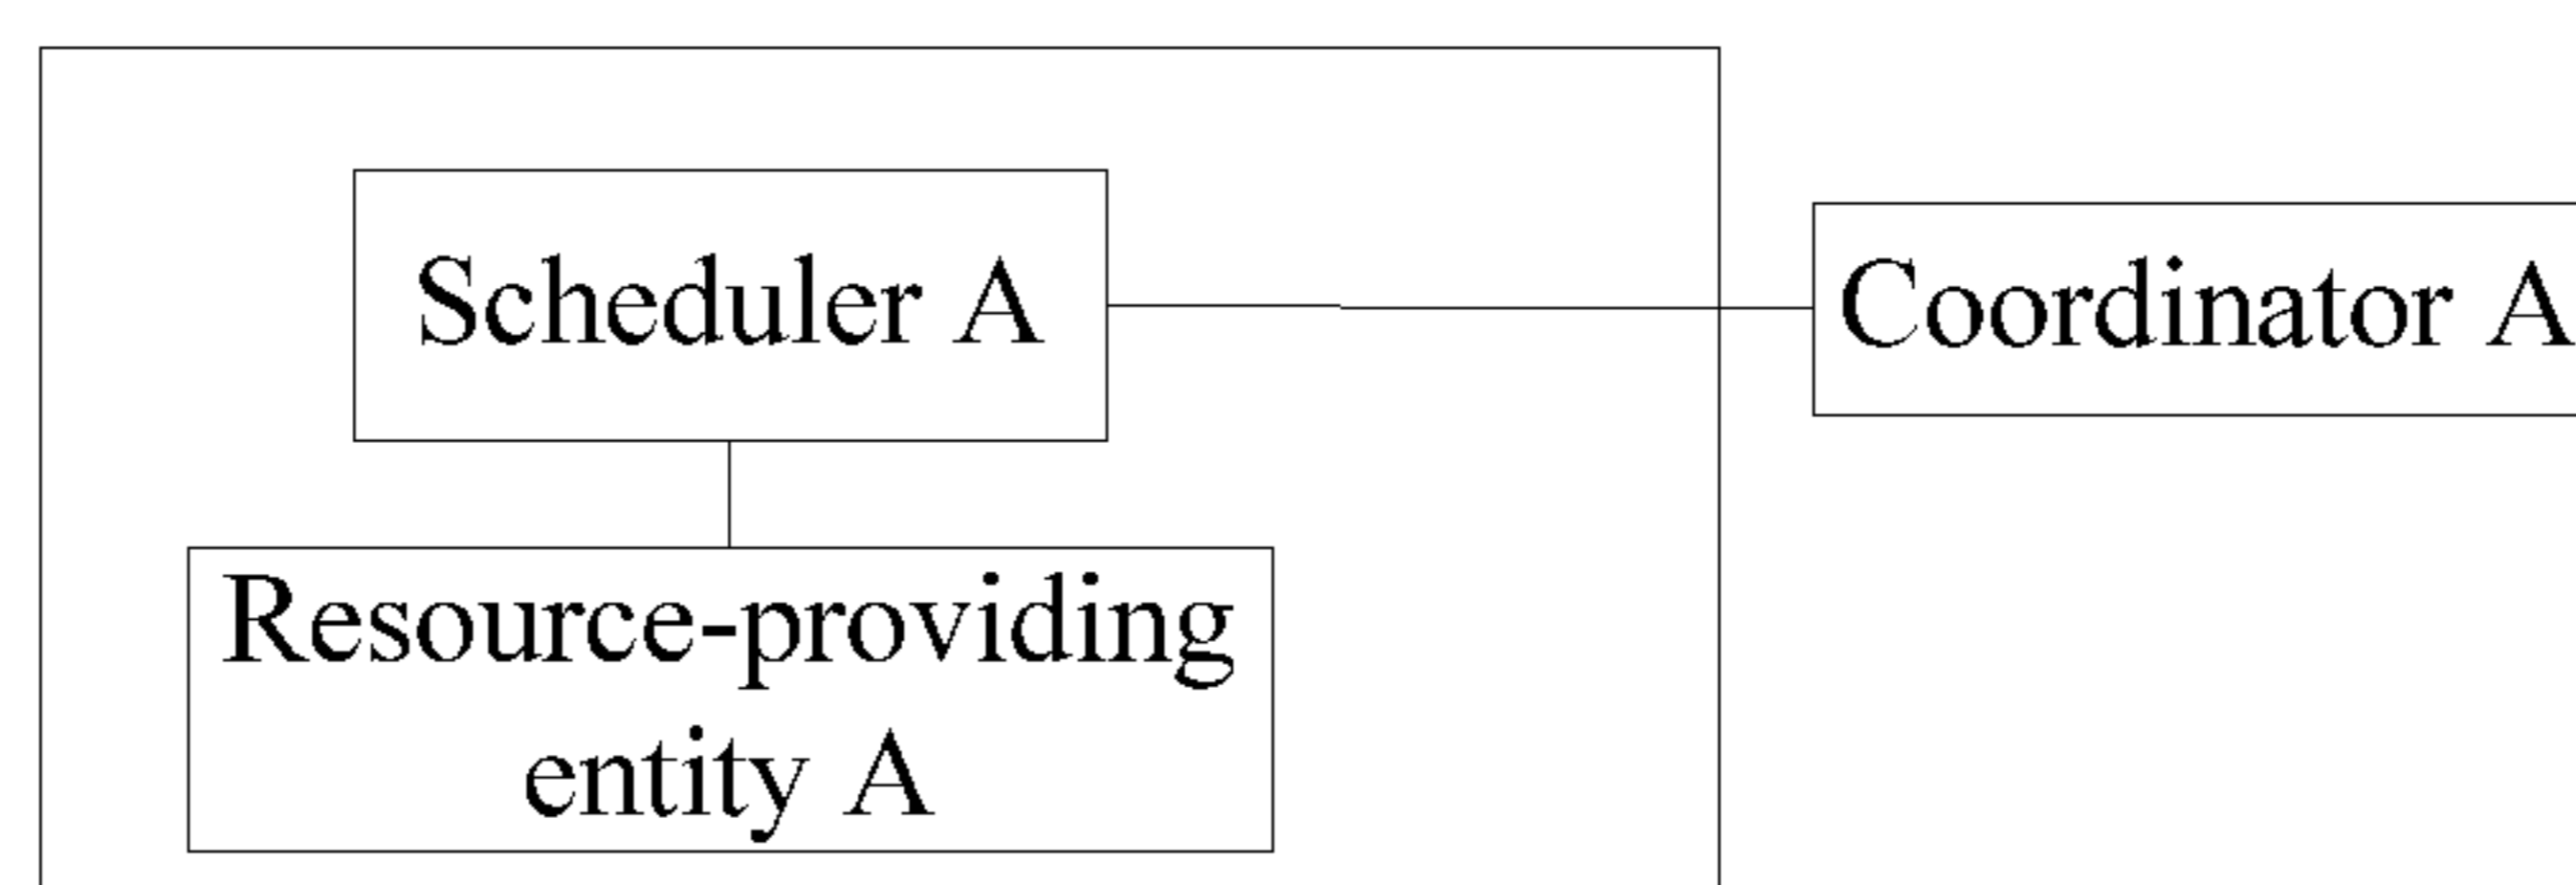 Scheduler A
Coordinator A
Resource-providing
entity A